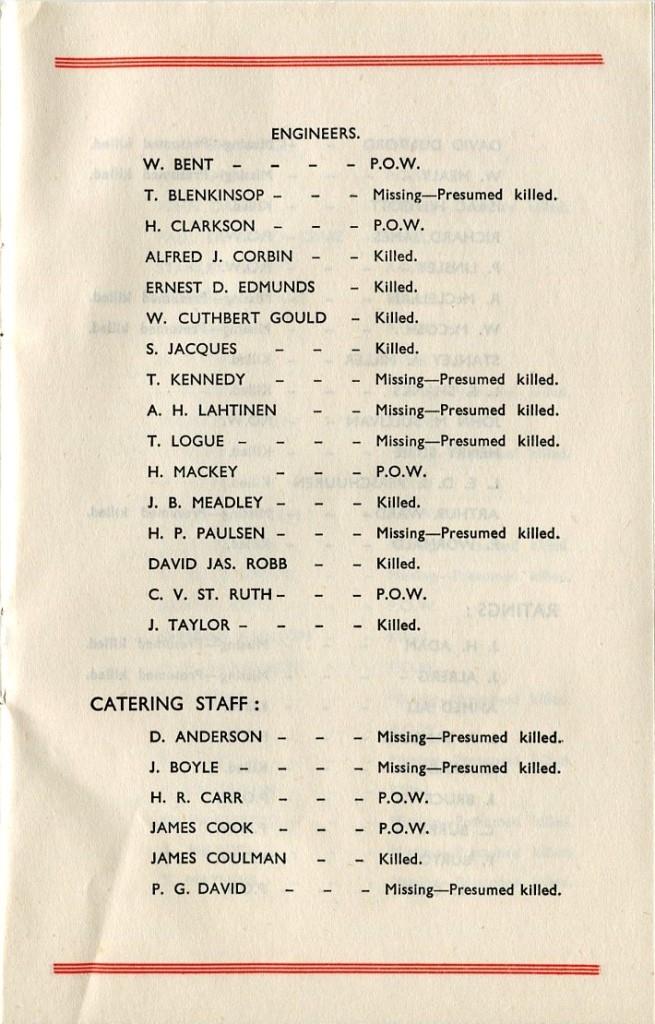 ENGINEERS.
W. BENT - - - - P.O.W.
T. BLENKINSOP - - - Missing—Presumed killed.
H. CLARKSON - - - P.O.W.
ALFRED J. CORBIN - - Killed.
ERNEST D. EDMUNDS - Killed.
W. CUTHBERT GOULD - Killed.
S. JACQUES - - - Killed.
T. KENNEDY - - - Missing—Presumed killed.
A. H. LAHTINEN - - Missing—Presumed killed.
T. LOGUE - - - - Missing—Presumed killed.
H. MACKEY - - - P.O.W.
J. B. MEADLEY - - - Killed.
H. P. PAULSEN - - - Missing—Presumed killed.
DAVID JAS. ROBB - - Killed.
C. V. ST. RUTH - - - P.O.W.
J. TAYLOR - - - - Killed.
CATERING STAFF :
D. ANDERSON - - - Missing—Presumed killed.
J. BOYLE - - - - Missing—Presumed killed.
H. R. CARR - - - P.O.W.
JAMES COOK - - - P.O.W.
JAMES COULMAN - - Killed.
P. G. DAVID - - - Missing—Presumed killed.